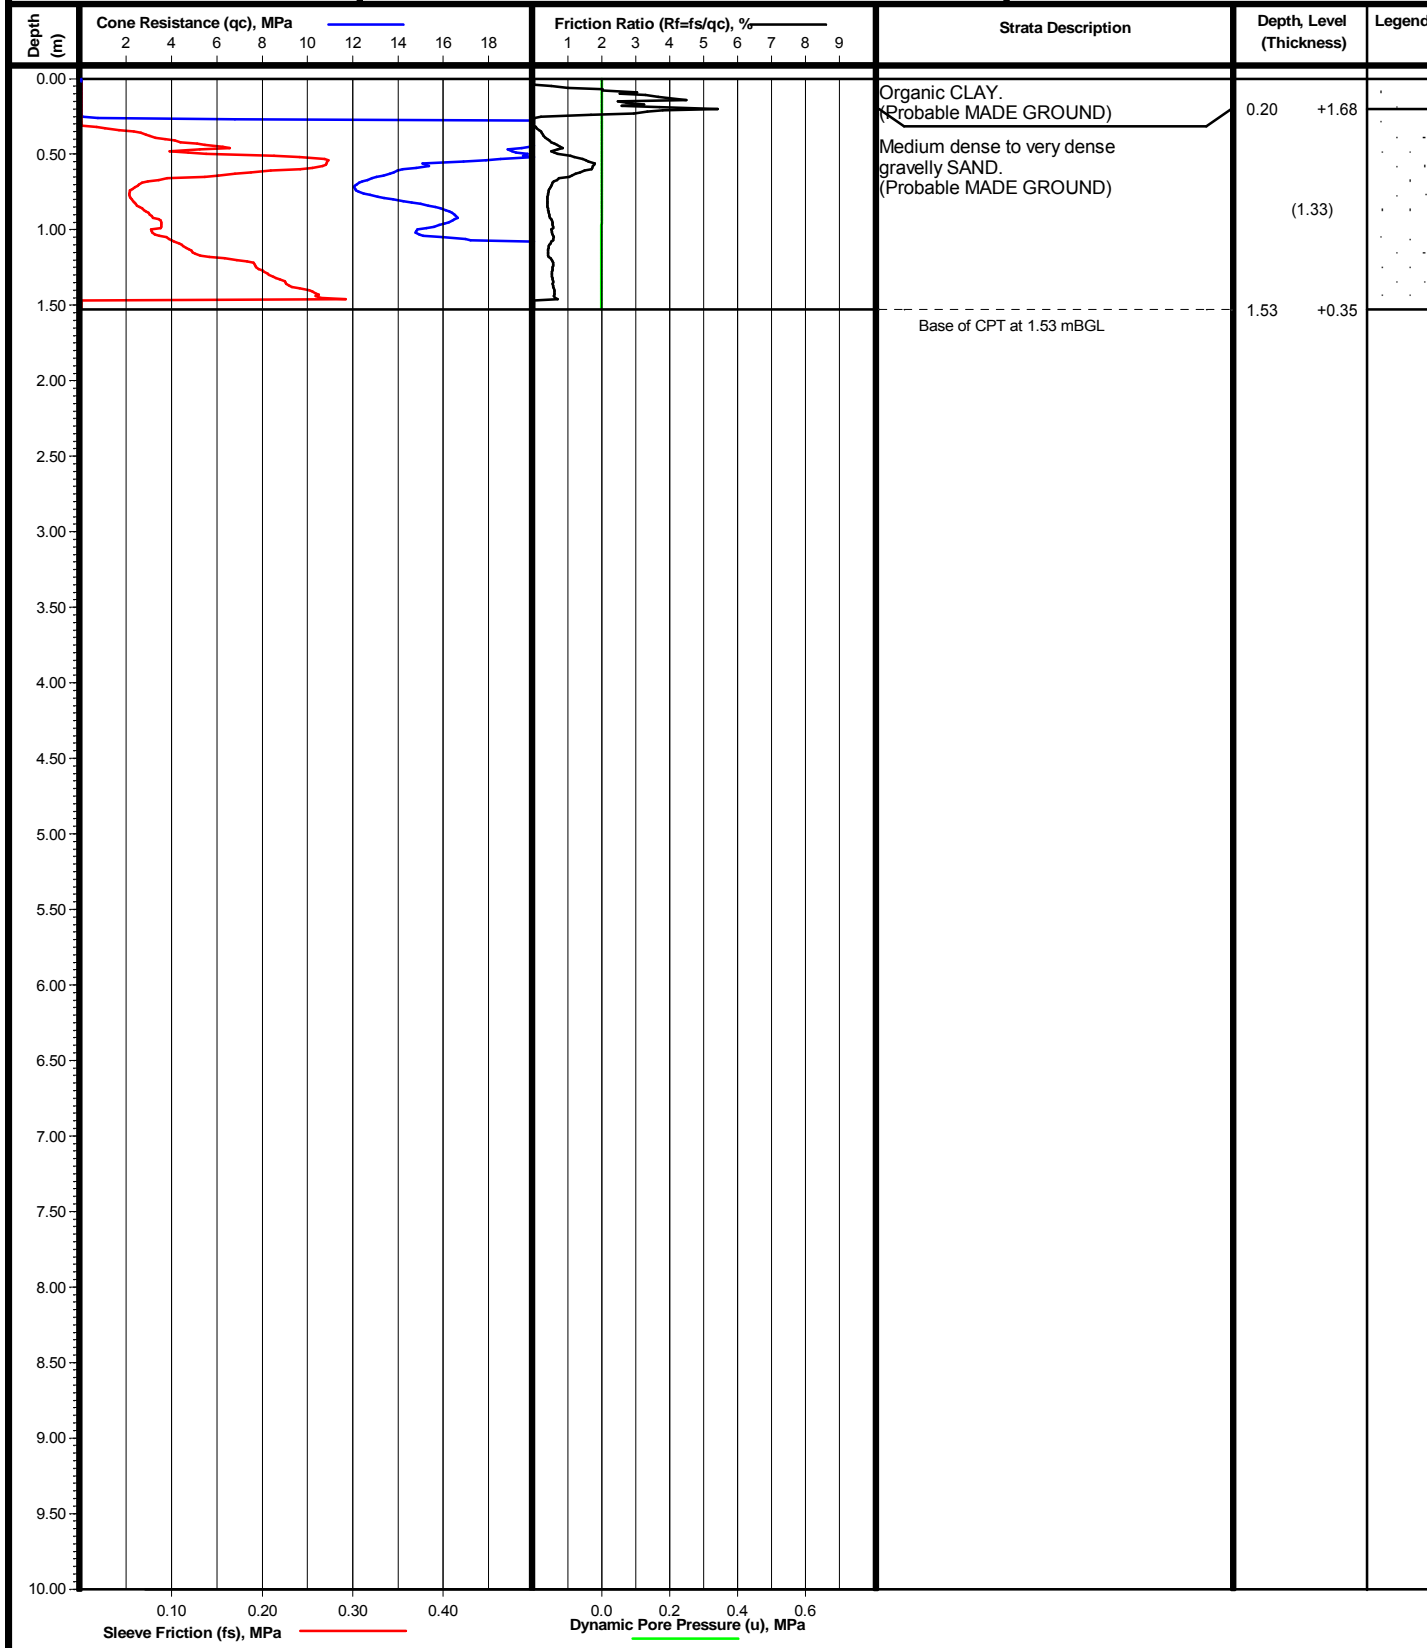 Depth
(m)
Cone Resistance (qc), MPa
2 4 6 8 10 12 14 16 18
Friction Ratio (Rf=fs/qc), %
1 2 3 4 5 6 7 8 9
Strata Description
Depth, Level
(Thickness)
Legend
0.00
Organic CLAY.
(Probable MADE GROUND)
0.20 +1.68
0.50
Medium dense to very dense
gravelly SAND.
(Probable MADE GROUND)
(1.33)
1.00
1.50
1.53 +0.35
Base of CPT at 1.53 mBGL
2.00
2.50
3.00
3.50
4.00
4.50
5.00
5.50
6.00
6.50
7.00
7.50
8.00
8.50
9.00
9.50
10.00
0.10 0.20 0.30 0.40
Sleeve Friction (fs), MPa
0.0 0.2 0.4 0.6
Dynamic Pore Pressure (u), MPa